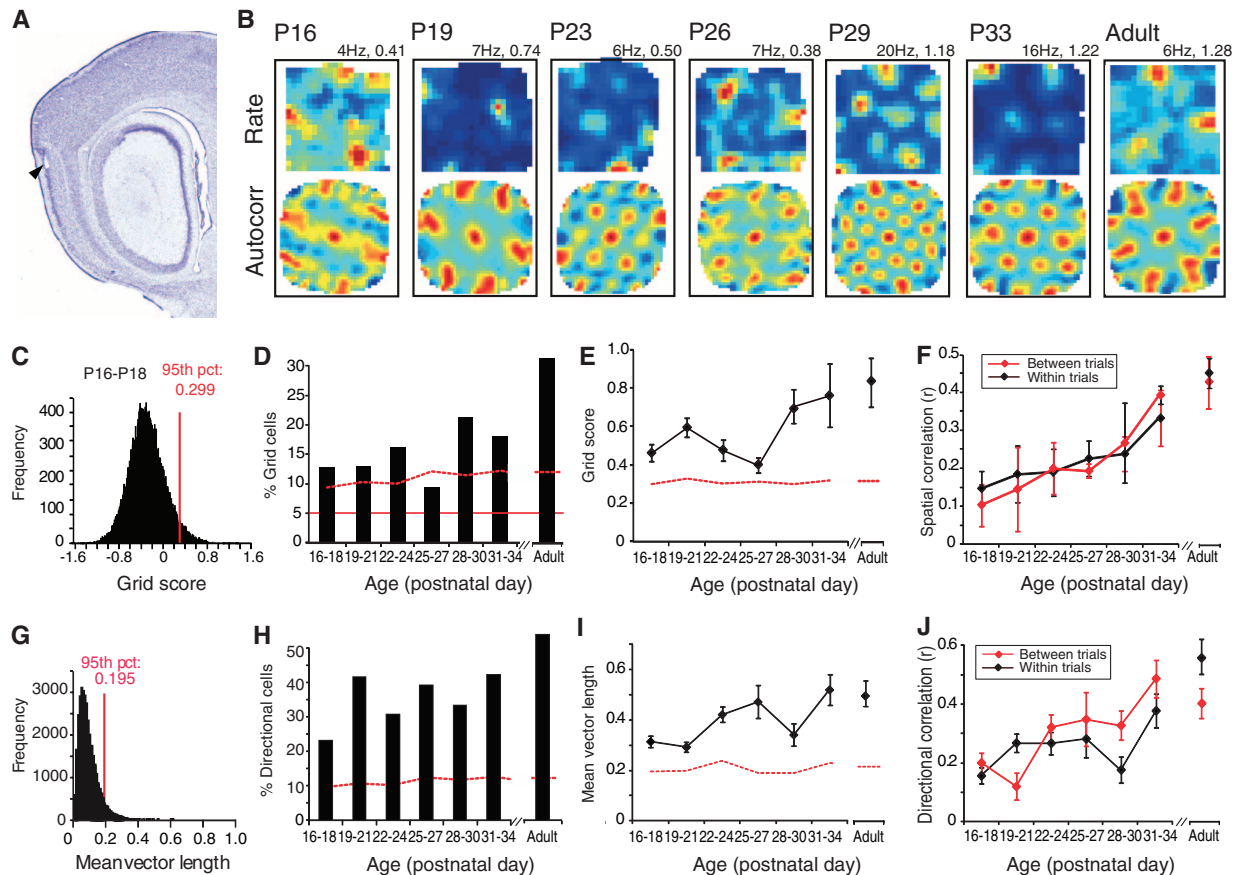 A
B
P16
P19
P23
P26
P29
P33
Adult
4Hz, 0.41
7Hz, 0.74
6Hz, 0.50
7Hz, 0.38
20Hz, 1.18
16Hz, 1.22
6Hz, 1.28
Rate
Autocorr
C
P16-P18
95th pct:
0.299
Frequency
400
300
200
100
0
-1.6
-0.8
0
0.8
1.6
Grid score
D
% Grid cells
30
25
20
15
10
5
0
16-18
19-21
22-24
25-27
28-30
31-34
Adult
Age (postnatal day)
E
Grid score
1.0
0.8
0.6
0.4
0.2
0
16-18
19-21
22-24
25-27
28-30
31-34
Adult
Age (postnatal day)
F
Between trials
Within trials
Spatial correlation (r)
0.5
0.4
0.3
0.2
0.1
0
16-18
19-21
22-24
25-27
28-30
31-34
Adult
Age (postnatal day)
G
95th pct:
0.195
Frequency
3000
2000
1000
0
0
0.2
0.4
0.6
0.8
1.0
Meanvector length
H
% Directional cells
50
40
30
20
10
0
16-18
19-21
22-24
25-27
28-30
31-34
Adult
Age (postnatal day)
I
Mean vector length
0.6
0.4
0.2
0
16-18
19-21
22-24
25-27
28-30
31-34
Adult
Age (postnatal day)
J
Between trials
Within trials
Directional correlation (r)
0.6
0.4
0.2
0
16-18
19-21
22-24
25-27
28-30
31-34
Adult
Age (postnatal day)